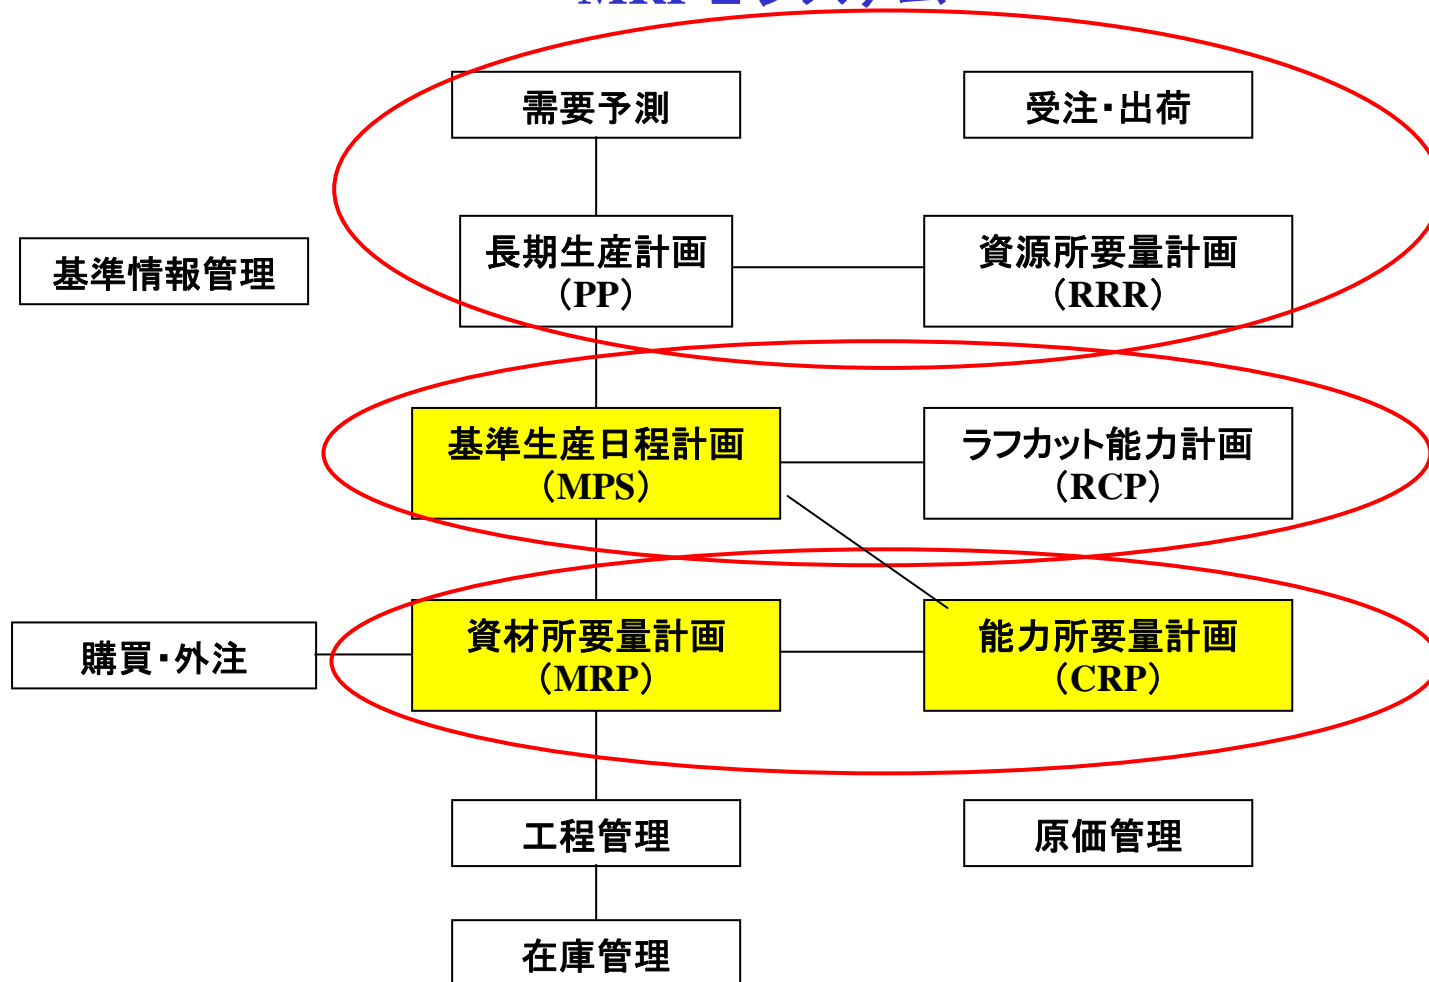 需要予測
受注・出荷
長期生産計画
（PP）
資源所要量計画
（RRR）
基準情報管理
基準生産日程計画
（MPS）
ラフカット能力計画
（RCP）
購買・外注
資材所要量計画
（MRP）
能力所要量計画
（CRP）
工程管理
原価管理
在庫管理